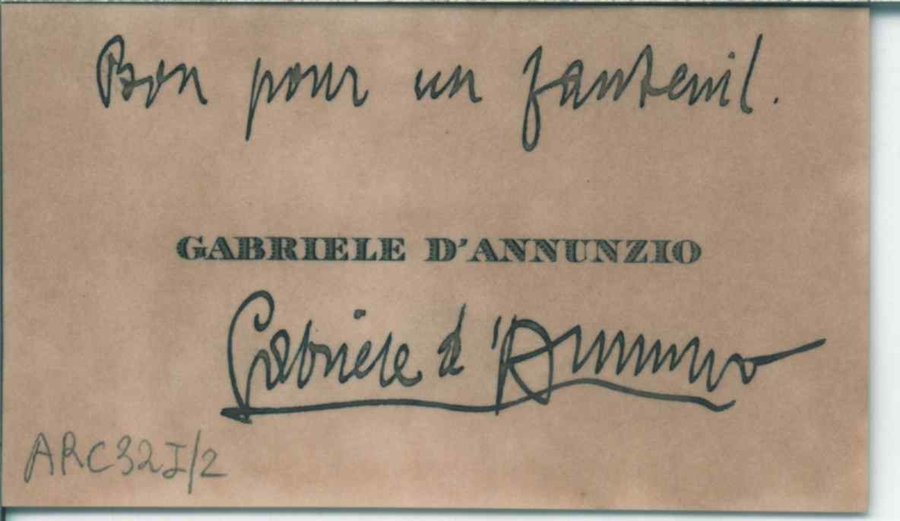 Bon pour un fauteuil.
GABRIELE D'ANNUNZIO
Gabriele d'Annunzio
ARC32I/2